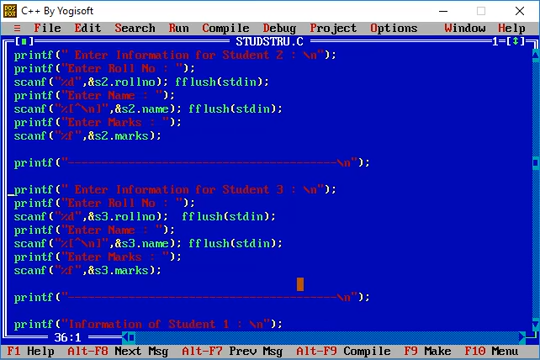 DOS BOX C++ By Yogisoft
≡ File Edit Search Run Compile Debug Project Options Window Help
STUDSTRU.C 1=[↕]
printf(" Enter Information for Student 2 : \n");
printf("Enter Roll No : ");
scanf("%d",&s2.rollno); fflush(stdin);
printf("Enter Name : ");
scanf("%[^\n]",&s2.name); fflush(stdin);
printf("Enter Marks : ");
scanf("%f",&s2.marks);
printf("--------------------------------------\n");
printf(" Enter Information for Student 3 : \n");
printf("Enter Roll No : ");
scanf("%d",&s3.rollno);  fflush(stdin);
printf("Enter Name : ");
scanf("%[^\n]",&s3.name); fflush(stdin);
printf("Enter Marks : ");
scanf("%f",&s3.marks);
printf("--------------------------------------\n");
printf("Information of Student 1 : \n");
36:1
F1 Help Alt-F8 Next Msg Alt-F7 Prev Msg Alt-F9 Compile F9 Make F10 Menu